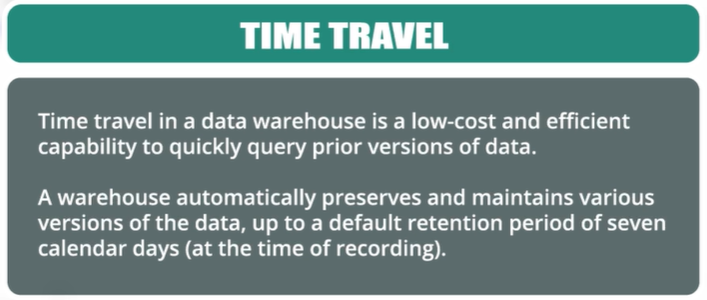 TIME TRAVEL
Time travel in a data warehouse is a low-cost and efficient
capability to quickly query prior versions of data.
A warehouse automatically preserves and maintains various
versions of the data, up to a default retention period of seven
calendar days (at the time of recording).